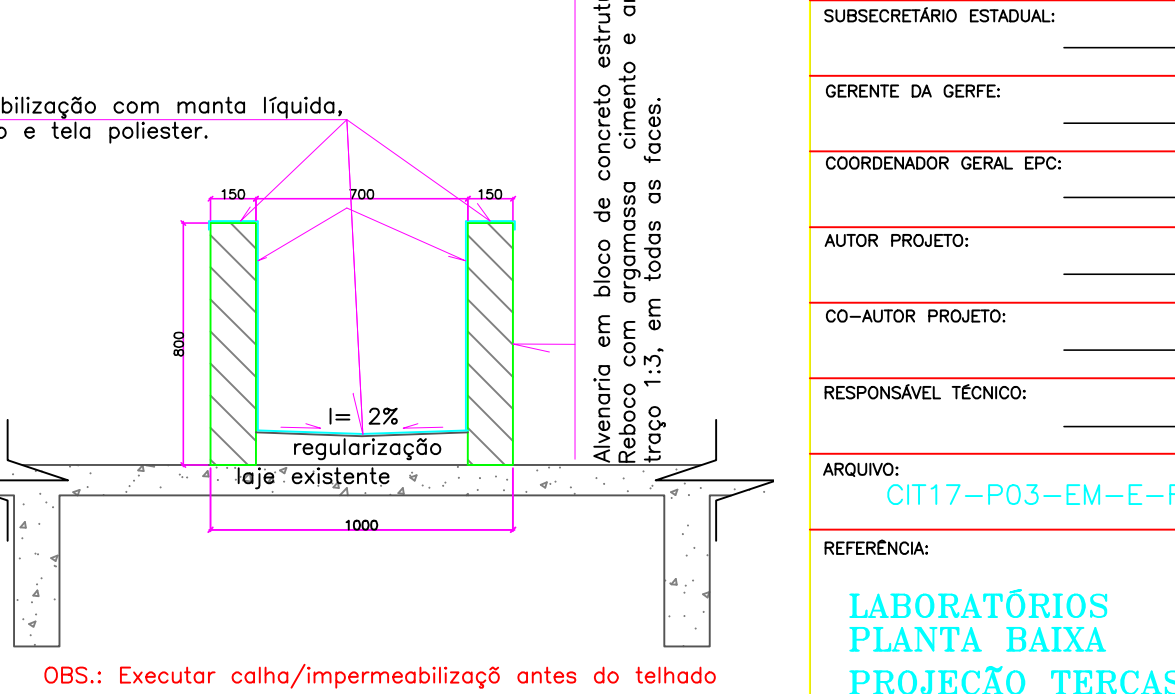 bilização com manta líquida,
o e tela poliester.
150
700
150
800
I= 2%
regularização
laje existente
1000
OBS.: Executar calha/impermeabilizaçõ antes do telhado
Alvenaria em bloco de concreto
Reboco com argamassa cimento e
traço 1:3, em todas as faces.
SUBSECRETÁRIO ESTADUAL:
GERENTE DA GERFE:
COORDENADOR GERAL EPC:
AUTOR PROJETO:
CO-AUTOR PROJETO:
RESPONSÁVEL TÉCNICO:
ARQUIVO:
CIT17-P03-EM-E-
REFERÊNCIA:
LABORATÓRIOS
PLANTA BAIXA
PROJEÇÃO TERÇAS